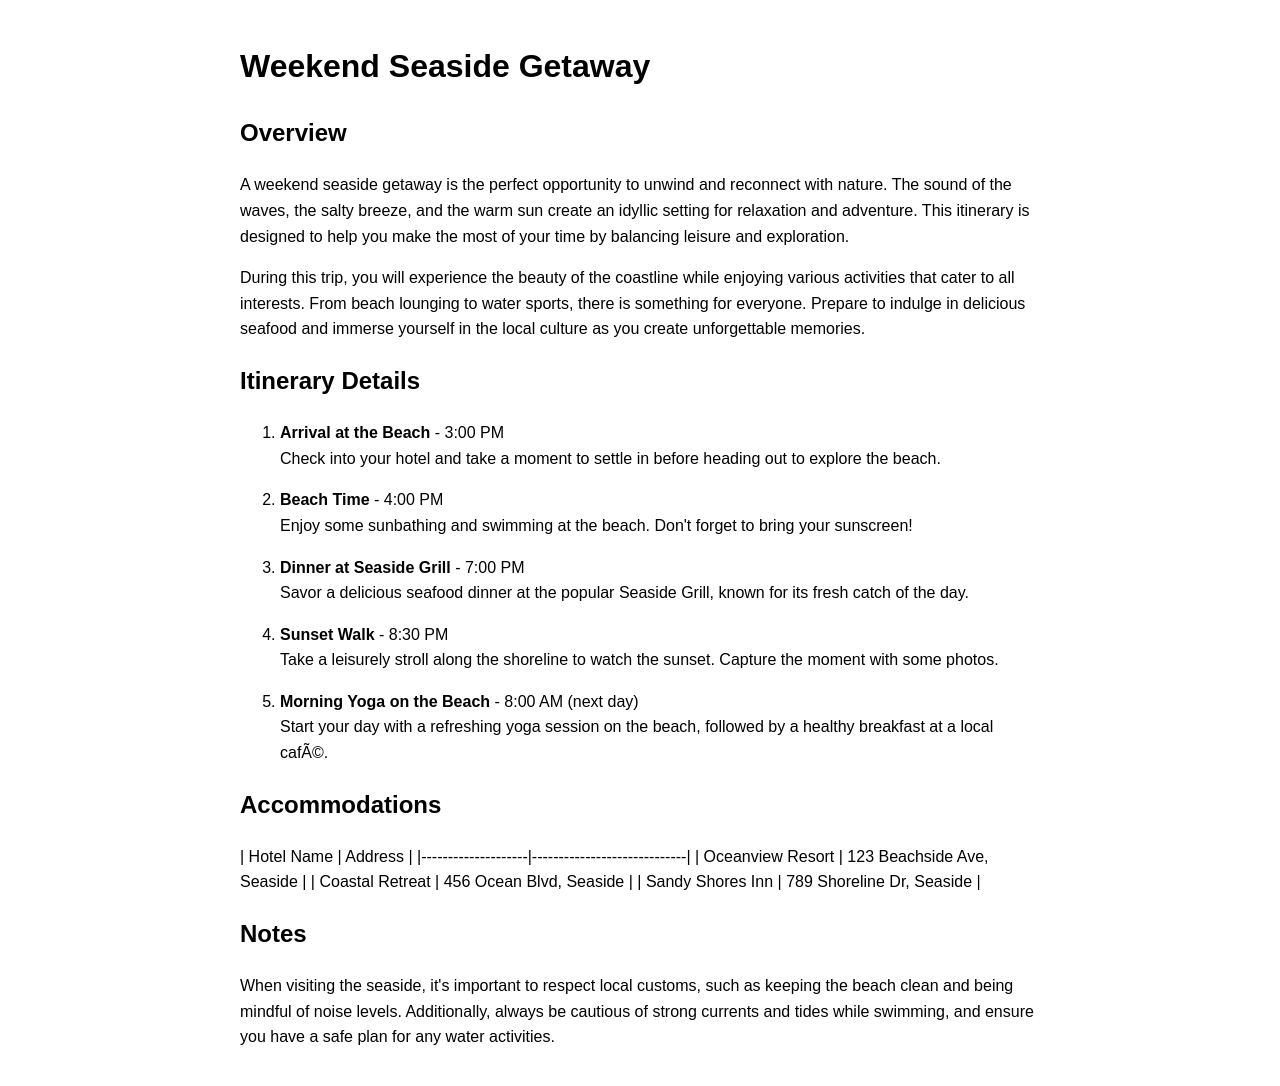 Weekend Seaside Getaway
Overview
A weekend seaside getaway is the perfect opportunity to unwind and reconnect with nature. The sound of the
waves, the salty breeze, and the warm sun create an idyllic setting for relaxation and adventure. This itinerary is
designed to help you make the most of your time by balancing leisure and exploration.
During this trip, you will experience the beauty of the coastline while enjoying various activities that cater to all
interests. From beach lounging to water sports, there is something for everyone. Prepare to indulge in delicious
seafood and immerse yourself in the local culture as you create unforgettable memories.
Itinerary Details
1. Arrival at the Beach - 3:00 PM
Check into your hotel and take a moment to settle in before heading out to explore the beach.
2. Beach Time - 4:00 PM
Enjoy some sunbathing and swimming at the beach. Don't forget to bring your sunscreen!
3. Dinner at Seaside Grill - 7:00 PM
Savor a delicious seafood dinner at the popular Seaside Grill, known for its fresh catch of the day.
4. Sunset Walk - 8:30 PM
Take a leisurely stroll along the shoreline to watch the sunset. Capture the moment with some photos.
5. Morning Yoga on the Beach - 8:00 AM (next day)
Start your day with a refreshing yoga session on the beach, followed by a healthy breakfast at a local
cafÃ©.
Accommodations
| Hotel Name | Address | |--------------------|-----------------------------| | Oceanview Resort | 123 Beachside Ave,
Seaside | | Coastal Retreat | 456 Ocean Blvd, Seaside | | Sandy Shores Inn | 789 Shoreline Dr, Seaside |
Notes
When visiting the seaside, it's important to respect local customs, such as keeping the beach clean and being
mindful of noise levels. Additionally, always be cautious of strong currents and tides while swimming, and ensure
you have a safe plan for any water activities.